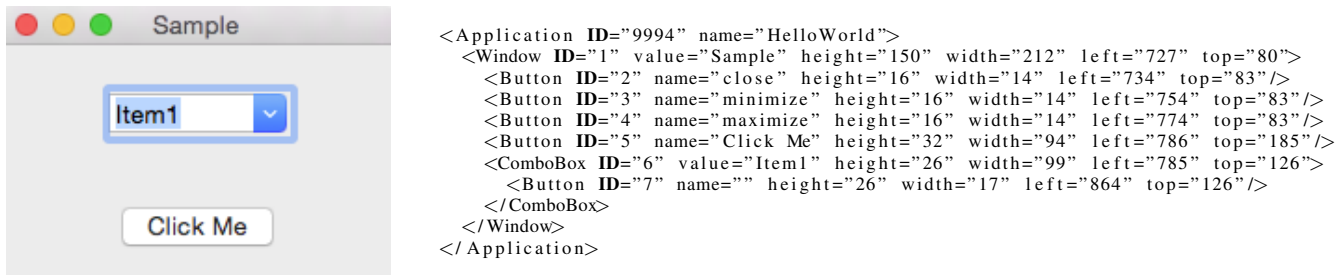 Sample
Item1
Click Me
<Application ID="9994" name="HelloWorld">
<Window ID="1" value="Sample" height="150" width="212" left="727" top="80">
<Button ID="2" name="close" height="16" width="14" left="734" top="83"/>
<Button ID="3" name="minimize" height="16" width="14" left="754" top="83"/>
<Button ID="4" name="maximize" height="16" width="14" left="774" top="83"/>
<Button ID="5" name="Click Me" height="32" width="94" left="786" top="185"/>
<ComboBox ID="6" value="Item1" height="26" width="99" left="785" top="126">
<Button ID="7" name="" height="26" width="17" left="864" top="126"/>
</ComboBox>
</Window>
</Application>